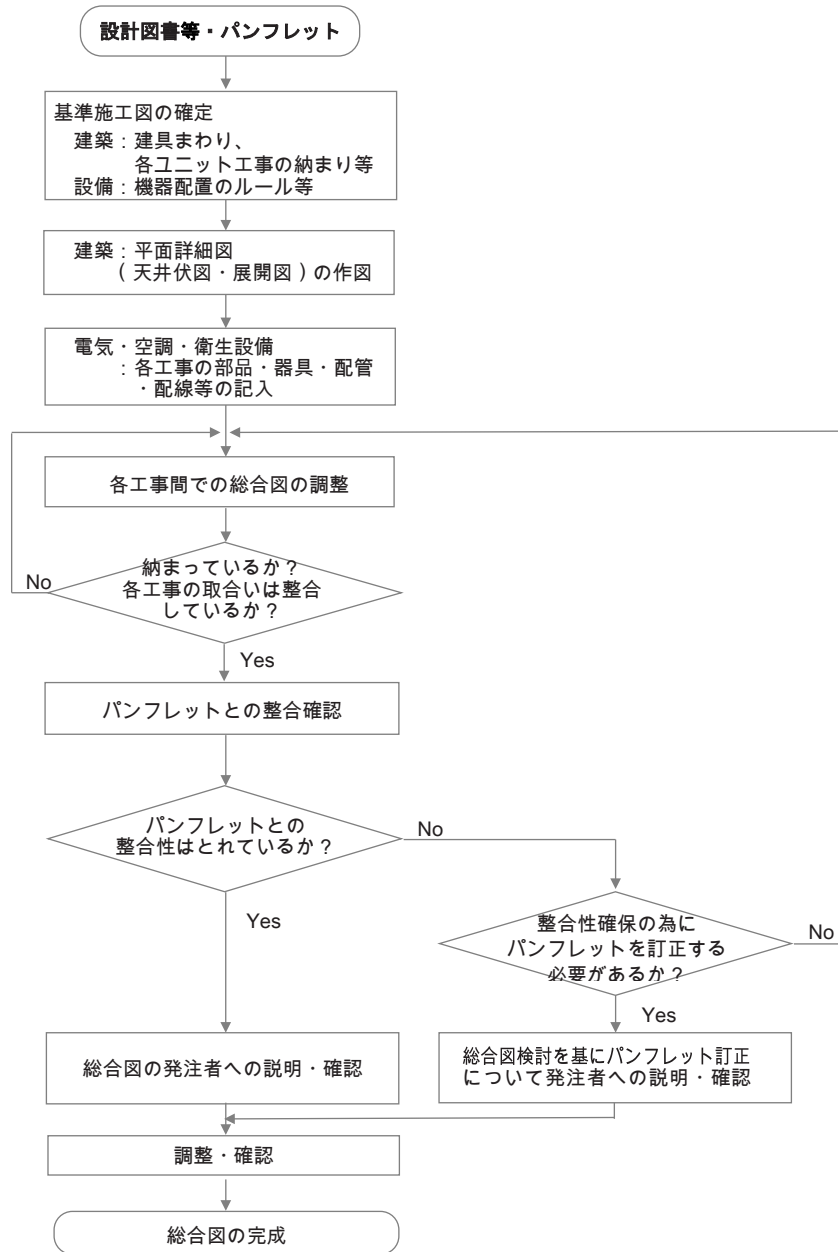 設計図書等・パンフレット
基準施工図の確定
建築：建具まわり、
各ユニット工事の納まり等
設備：機器配置のルール等
建築：平面詳細図
（天井伏図・展開図）の作図
電気・空調・衛生設備
：各工事の部品・器具・配管
・配線等の記入
各工事間での総合図の調整
納まっているか？
各工事の取合いは整合
しているか？
No
Yes
パンフレットとの整合確認
パンフレットとの
整合性はとれているか？
No
Yes
整合性確保の為に
パンフレットを訂正する
必要があるか？
No
Yes
総合図の発注者への説明・確認
総合図検討を基にパンフレット訂正
について発注者への説明・確認
調整・確認
総合図の完成